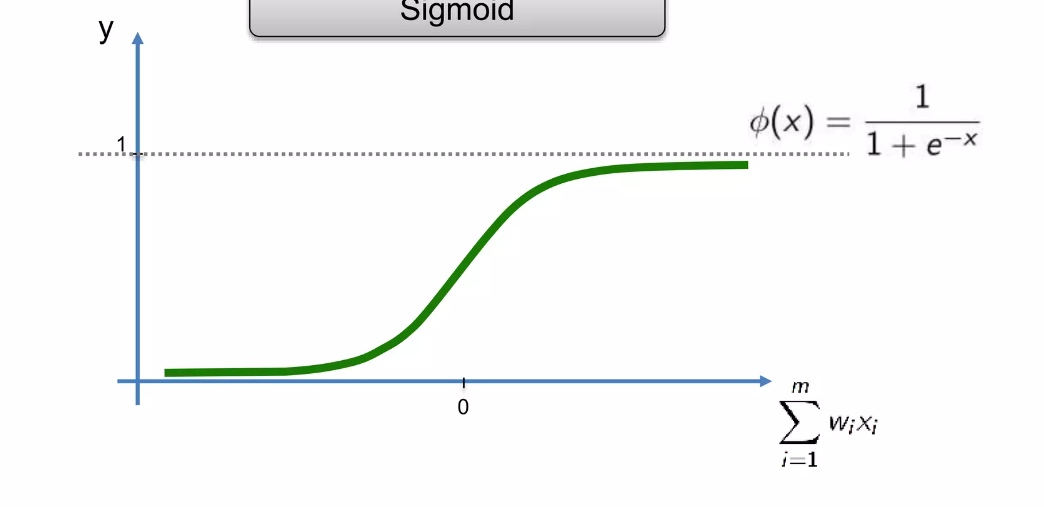 Sigmoid
y
1
ϕ(x) = 1 / (1 + e^{−x})
0
∑_{i=1}^{m} w_i x_i